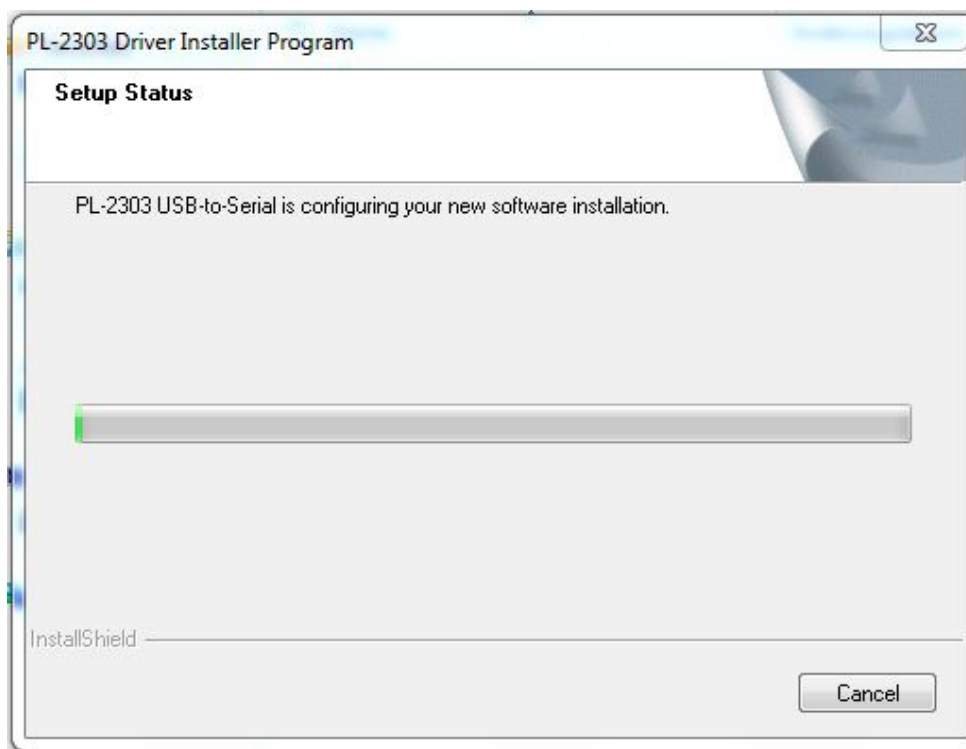 PL-2303 Driver Installer Program
Setup Status
PL-2303 USB-to-Serial is configuring your new software installation.
InstallShield
Cancel